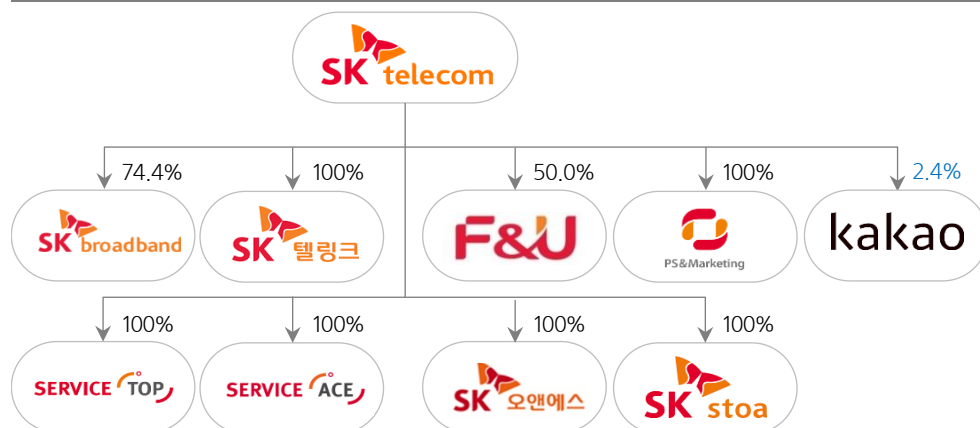 SK telecom
74.4%
100%
50.0%
100%
2.4%
SK broadband
SK 텔링크
F&U
PS&Marketing
kakao
100%
100%
100%
100%
SERVICE TOP
SERVICE ACE
SK 오앤에스
SK stoa